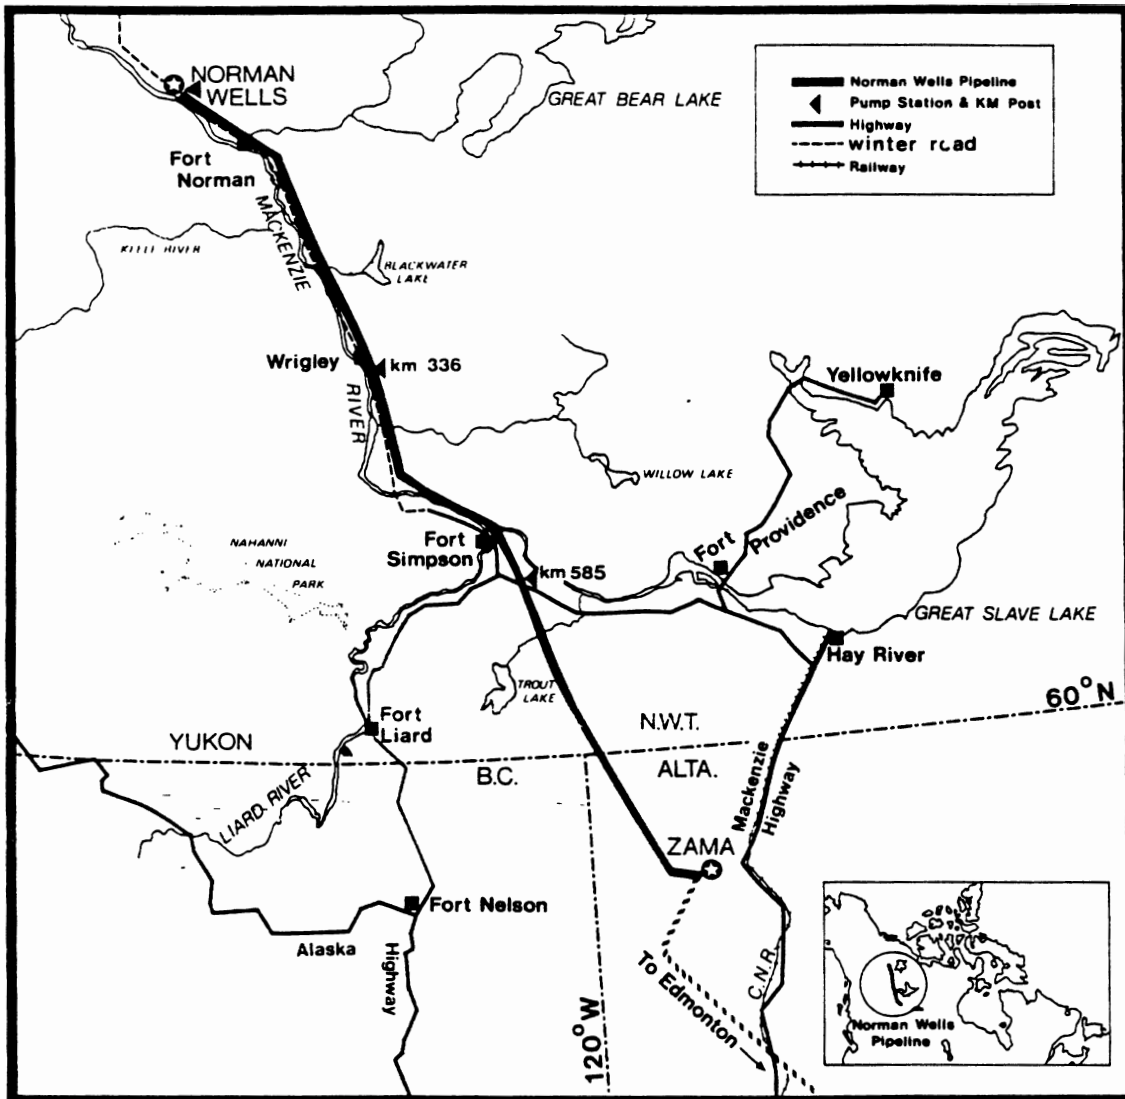 NORMAN
WELLS
GREAT BEAR LAKE
Norman Wells Pipeline
Pump Station & KM Post
Highway
winter road
Railway
Fort
Norman
MACKENZIE
KEELE RIVER
BLACKWATER
LAKE
Wrigley
km 336
RIVER
Yellowknife
WILLOW LAKE
Fort
Providence
NAHANNI
NATIONAL
PARK
Fort
Simpson
km 585
GREAT SLAVE LAKE
Hay River
TROUT
LAKE
60°N
Fort
Liard
N.W.T.
YUKON
B.C.
ALTA.
LIARD RIVER
Mackenzie
Highway
ZAMA
Fort Nelson
Alaska
Highway
To Edmonton
C.N.R.
120°W
Norman Wells
Pipeline